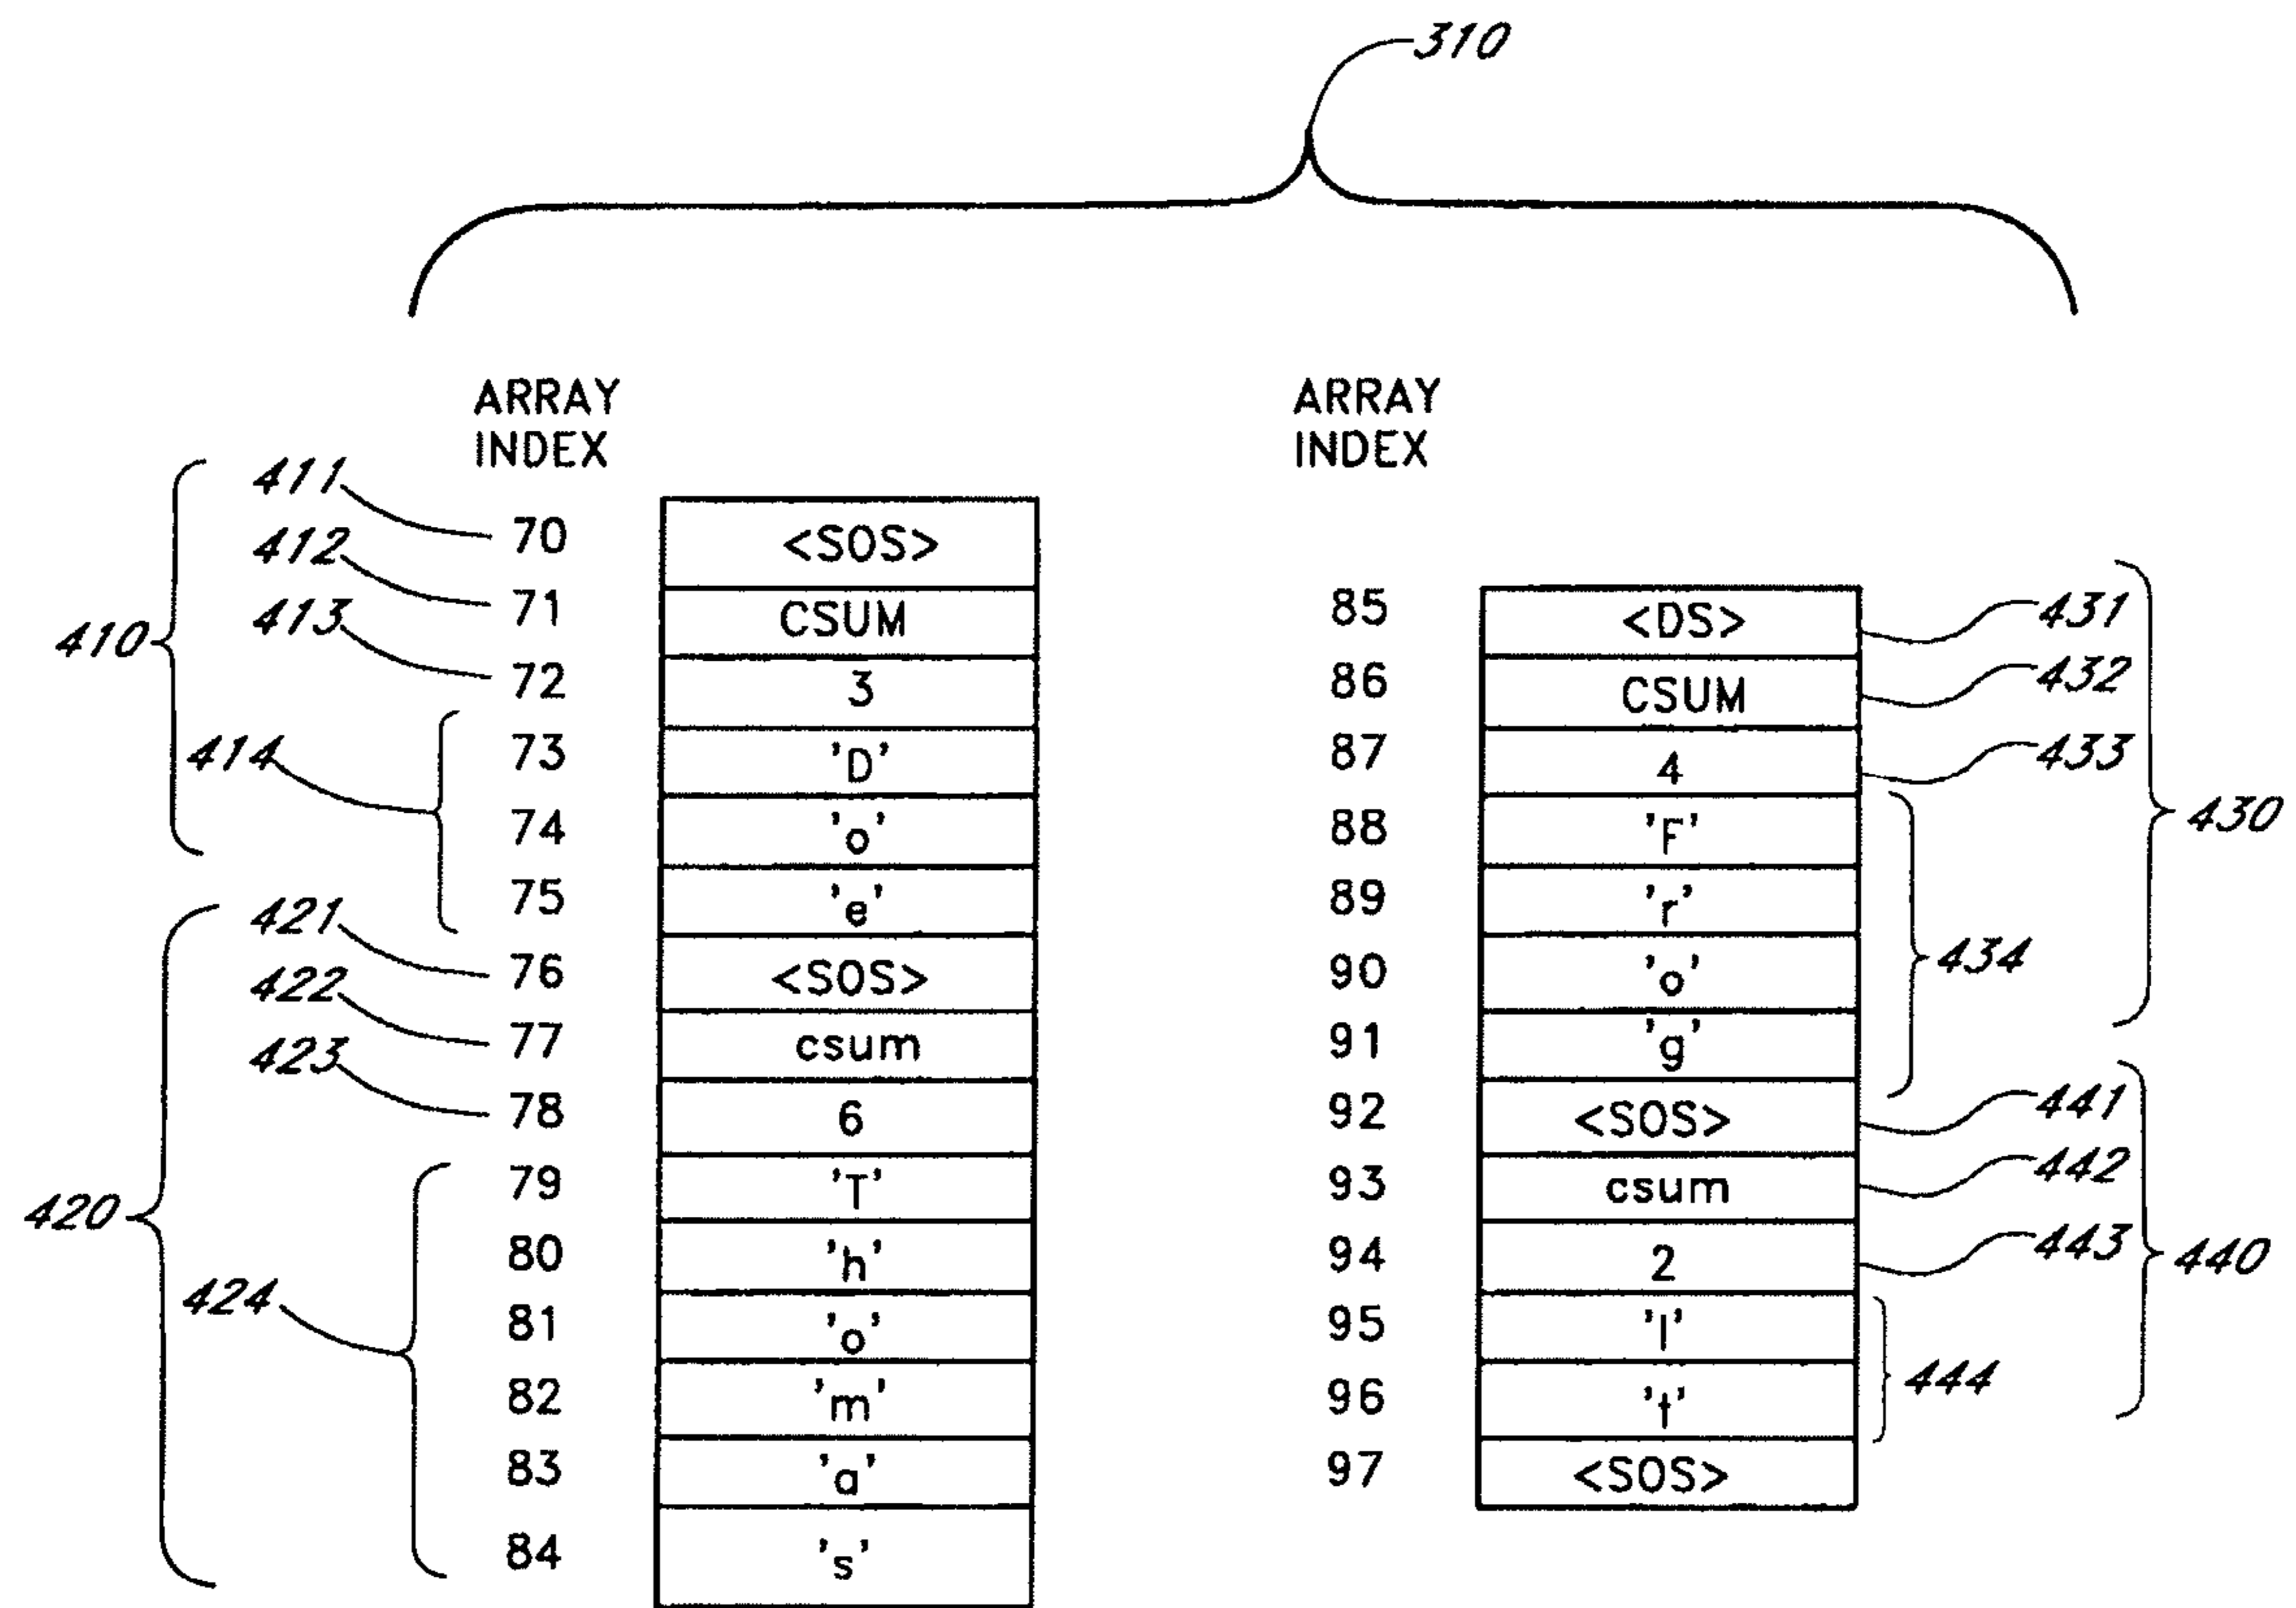 310
ARRAY INDEX
ARRAY INDEX
410
411 70 <SOS>
412 71 CSUM
413 72 3
414
73 'D'
74 'o'
75 'e'
420
421 76 <SOS>
422 77 csum
423 78 6
424
79 'T'
80 'h'
81 'o'
82 'm'
83 'a'
84 's'
85 <DS> 431
86 CSUM 432
87 4 433
430
88 'F'
89 'r'
90 'o'
91 'g'
434
92 <SOS> 441
93 csum 442
94 2 443
440
95 'l'
96 't'
444
97 <SOS>